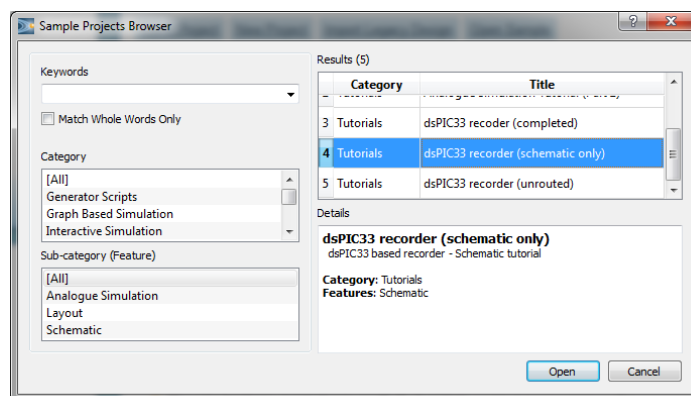 Sample Projects Browser
Keywords
Match Whole Words Only
Category
[All]
Generator Scripts
Graph Based Simulation
Interactive Simulation
Sub-category (Feature)
[All]
Analogue Simulation
Layout
Schematic
Results (5)
Category Title
3 Tutorials dsPIC33 recoder (completed)
4 Tutorials dsPIC33 recorder (schematic only)
5 Tutorials dsPIC33 recorder (unrouted)
Details
dsPIC33 recorder (schematic only)
dsPIC33 based recorder - Schematic tutorial
Category: Tutorials
Features: Schematic
Open Cancel